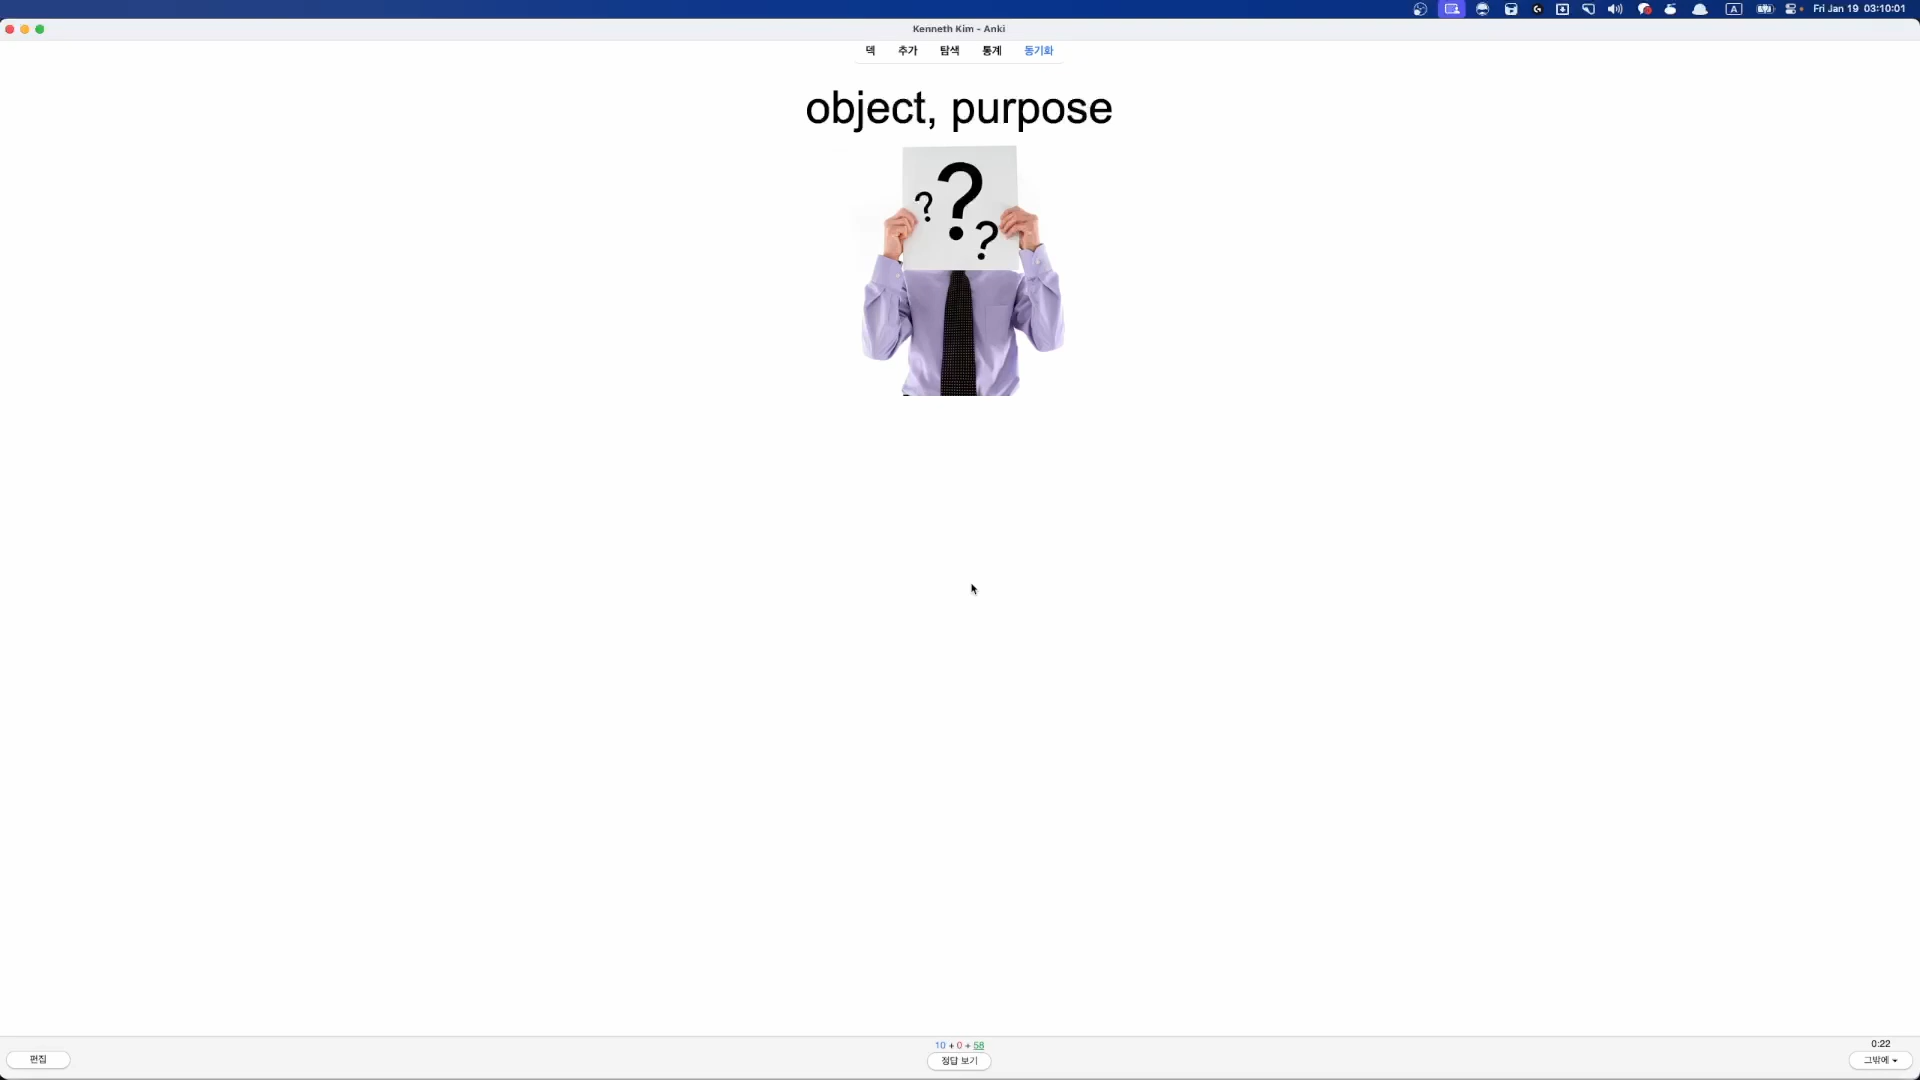 Fri Jan 19 03:10:01
Kenneth Kim - Anki
덱 추가 탐색 통계 동기화
object, purpose
? ? ?
10 + 0 + 58
0:22
편집 정답 보기 그밖에